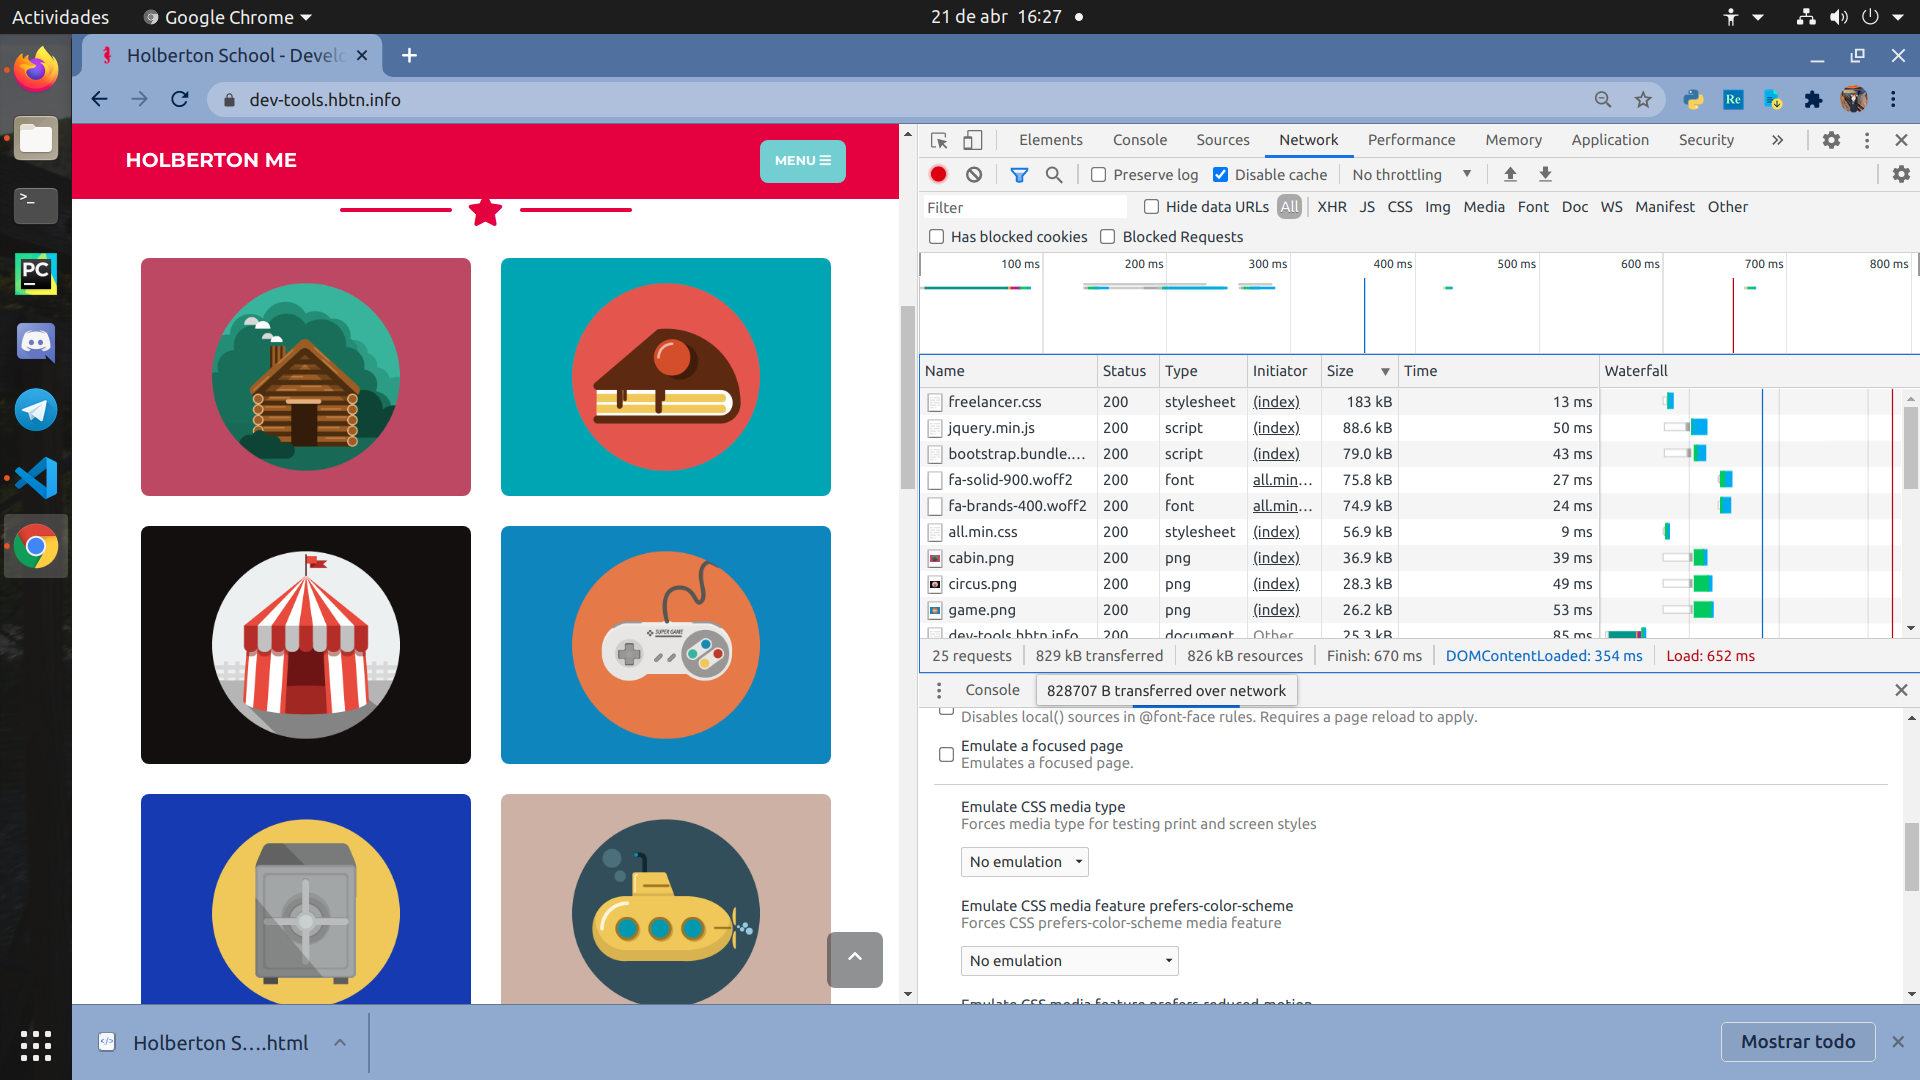 Actividades
Google Chrome
21 de abr 16:27
Holberton School - Develo
dev-tools.hbtn.info
HOLBERTON ME
MENU
SUPER GAME
Elements Console Sources Network Performance Memory Application Security
Preserve log Disable cache No throttling
Filter Hide data URLs All XHR JS CSS Img Media Font Doc WS Manifest Other
Has blocked cookies Blocked Requests
100 ms 200 ms 300 ms 400 ms 500 ms 600 ms 700 ms 800 ms
Name Status Type Initiator Size Time Waterfall
freelancer.css 200 stylesheet (index) 183 kB 13 ms
jquery.min.js 200 script (index) 88.6 kB 50 ms
bootstrap.bundle.... 200 script (index) 79.0 kB 43 ms
fa-solid-900.woff2 200 font all.min... 75.8 kB 27 ms
fa-brands-400.woff2 200 font all.min... 74.9 kB 24 ms
all.min.css 200 stylesheet (index) 56.9 kB 9 ms
cabin.png 200 png (index) 36.9 kB 39 ms
circus.png 200 png (index) 28.3 kB 49 ms
game.png 200 png (index) 26.2 kB 53 ms
dev-tools.hbtn.info 200 document Other 25.3 kB 85 ms
25 requests 829 kB transferred 826 kB resources Finish: 670 ms DOMContentLoaded: 354 ms Load: 652 ms
Console 828707 B transferred over network
Disables local() sources in @font-face rules. Requires a page reload to apply.
Emulate a focused page
Emulates a focused page.
Emulate CSS media type
Forces media type for testing print and screen styles
No emulation
Emulate CSS media feature prefers-color-scheme
Forces CSS prefers-color-scheme media feature
No emulation
Emulate CSS media feature prefers-reduced-motion
Holberton S....html
Mostrar todo
PC
Re